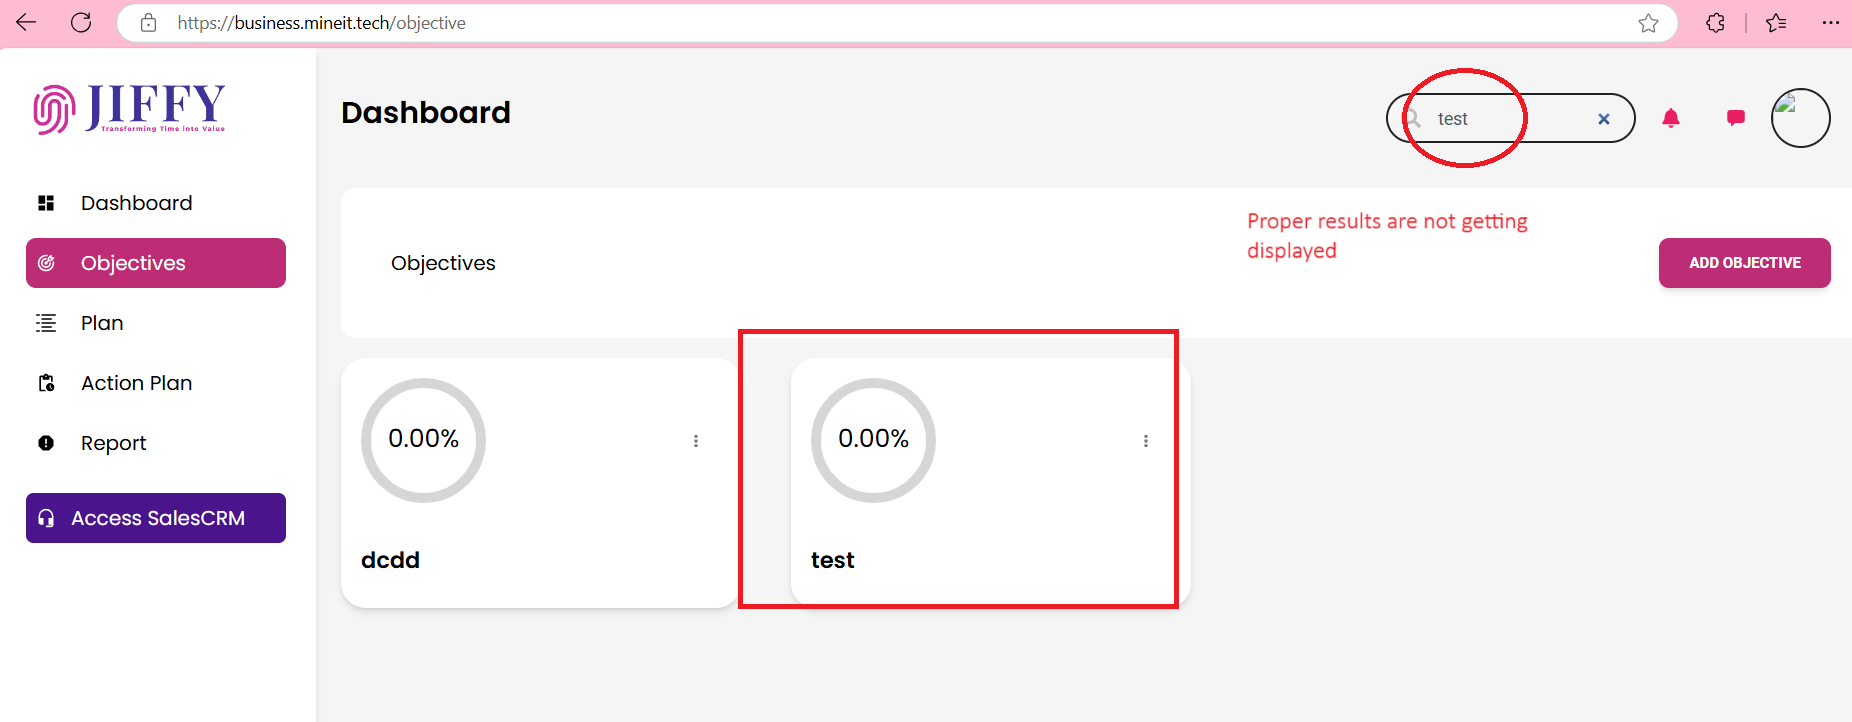 https://business.mineit.tech/objective
JIFFY
Transforming Time into Value
Dashboard
test
Dashboard
Objectives
Plan
Action Plan
Report
Access SalesCRM
Objectives
Proper results are not getting
displayed
ADD OBJECTIVE
0.00%
dcdd
0.00%
test